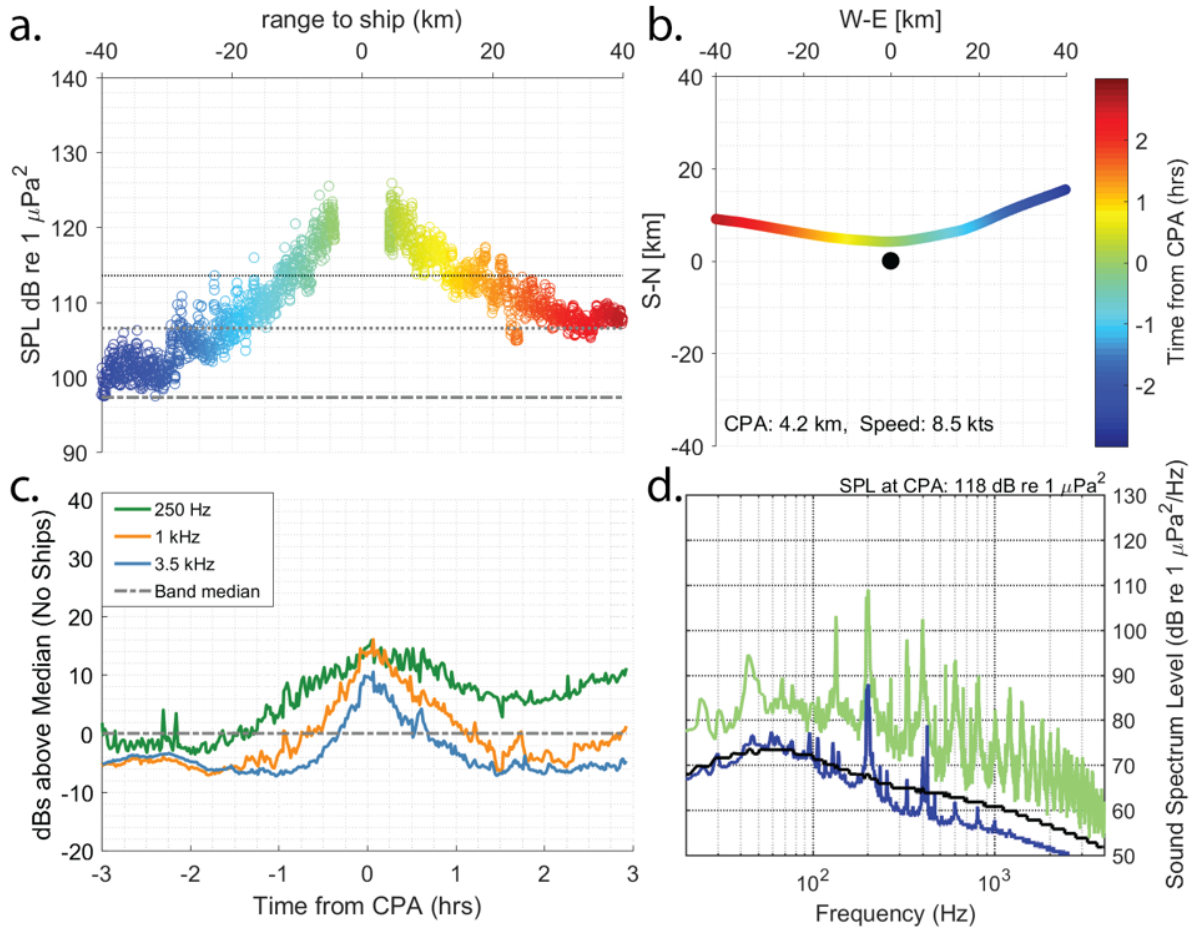 a.
range to ship (km)
-40 -20 0 20 40
SPL dB re 1 μPa²
140
130
120
110
100
90
b.
W-E [km]
-40 -20 0 20 40
S-N [km]
40
20
0
-20
-40
CPA: 4.2 km, Speed: 8.5 kts
2
1
0
-1
-2
Time from CPA (hrs)
c.
250 Hz
1 kHz
3.5 kHz
Band median
dBs above Median (No Ships)
40
30
20
10
0
-10
-20
-3 -2 -1 0 1 2 3
Time from CPA (hrs)
d.
SPL at CPA: 118 dB re 1 μPa²
130
120
110
100
90
80
70
60
50
Sound Spectrum Level (dB re 1 μPa²/Hz)
10² 10³
Frequency (Hz)